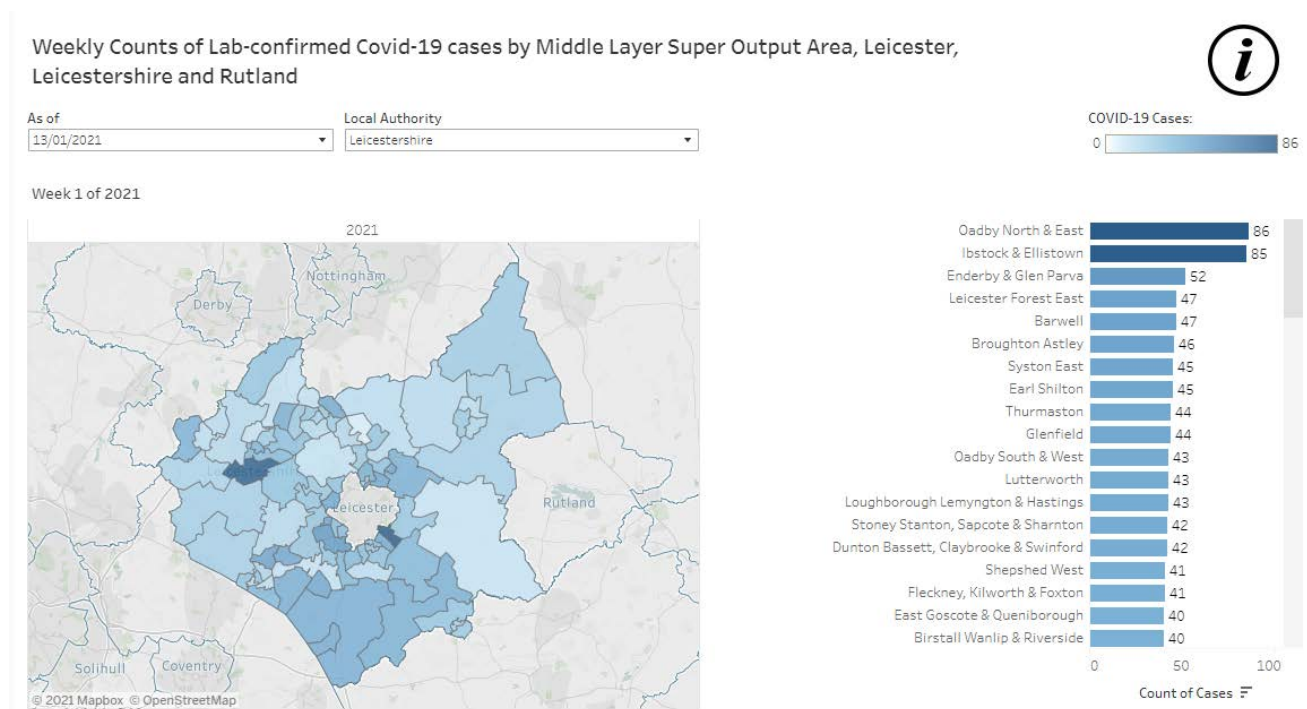 Weekly Counts of Lab-confirmed Covid-19 cases by Middle Layer Super Output Area, Leicester,
Leicestershire and Rutland
i
As of
13/01/2021
Local Authority
Leicestershire
COVID-19 Cases:
0
86
Week 1 of 2021
2021
Nottingham
Derby
Leicester
Rutland
Solihull
Coventry
© 2021 Mapbox © OpenStreetMap
Oadby North & East 86
Ibstock & Ellistown 85
Enderby & Glen Parva 52
Leicester Forest East 47
Barwell 47
Broughton Astley 46
Syston East 45
Earl Shilton 45
Thurmaston 44
Glenfield 44
Oadby South & West 43
Lutterworth 43
Loughborough Lemyngton & Hastings 43
Stoney Stanton, Sapcote & Sharnton 42
Dunton Bassett, Claybrooke & Swinford 42
Shepshed West 41
Fleckney, Kilworth & Foxton 41
East Goscote & Queniborough 40
Birstall Wanlip & Riverside 40
0 50 100
Count of Cases